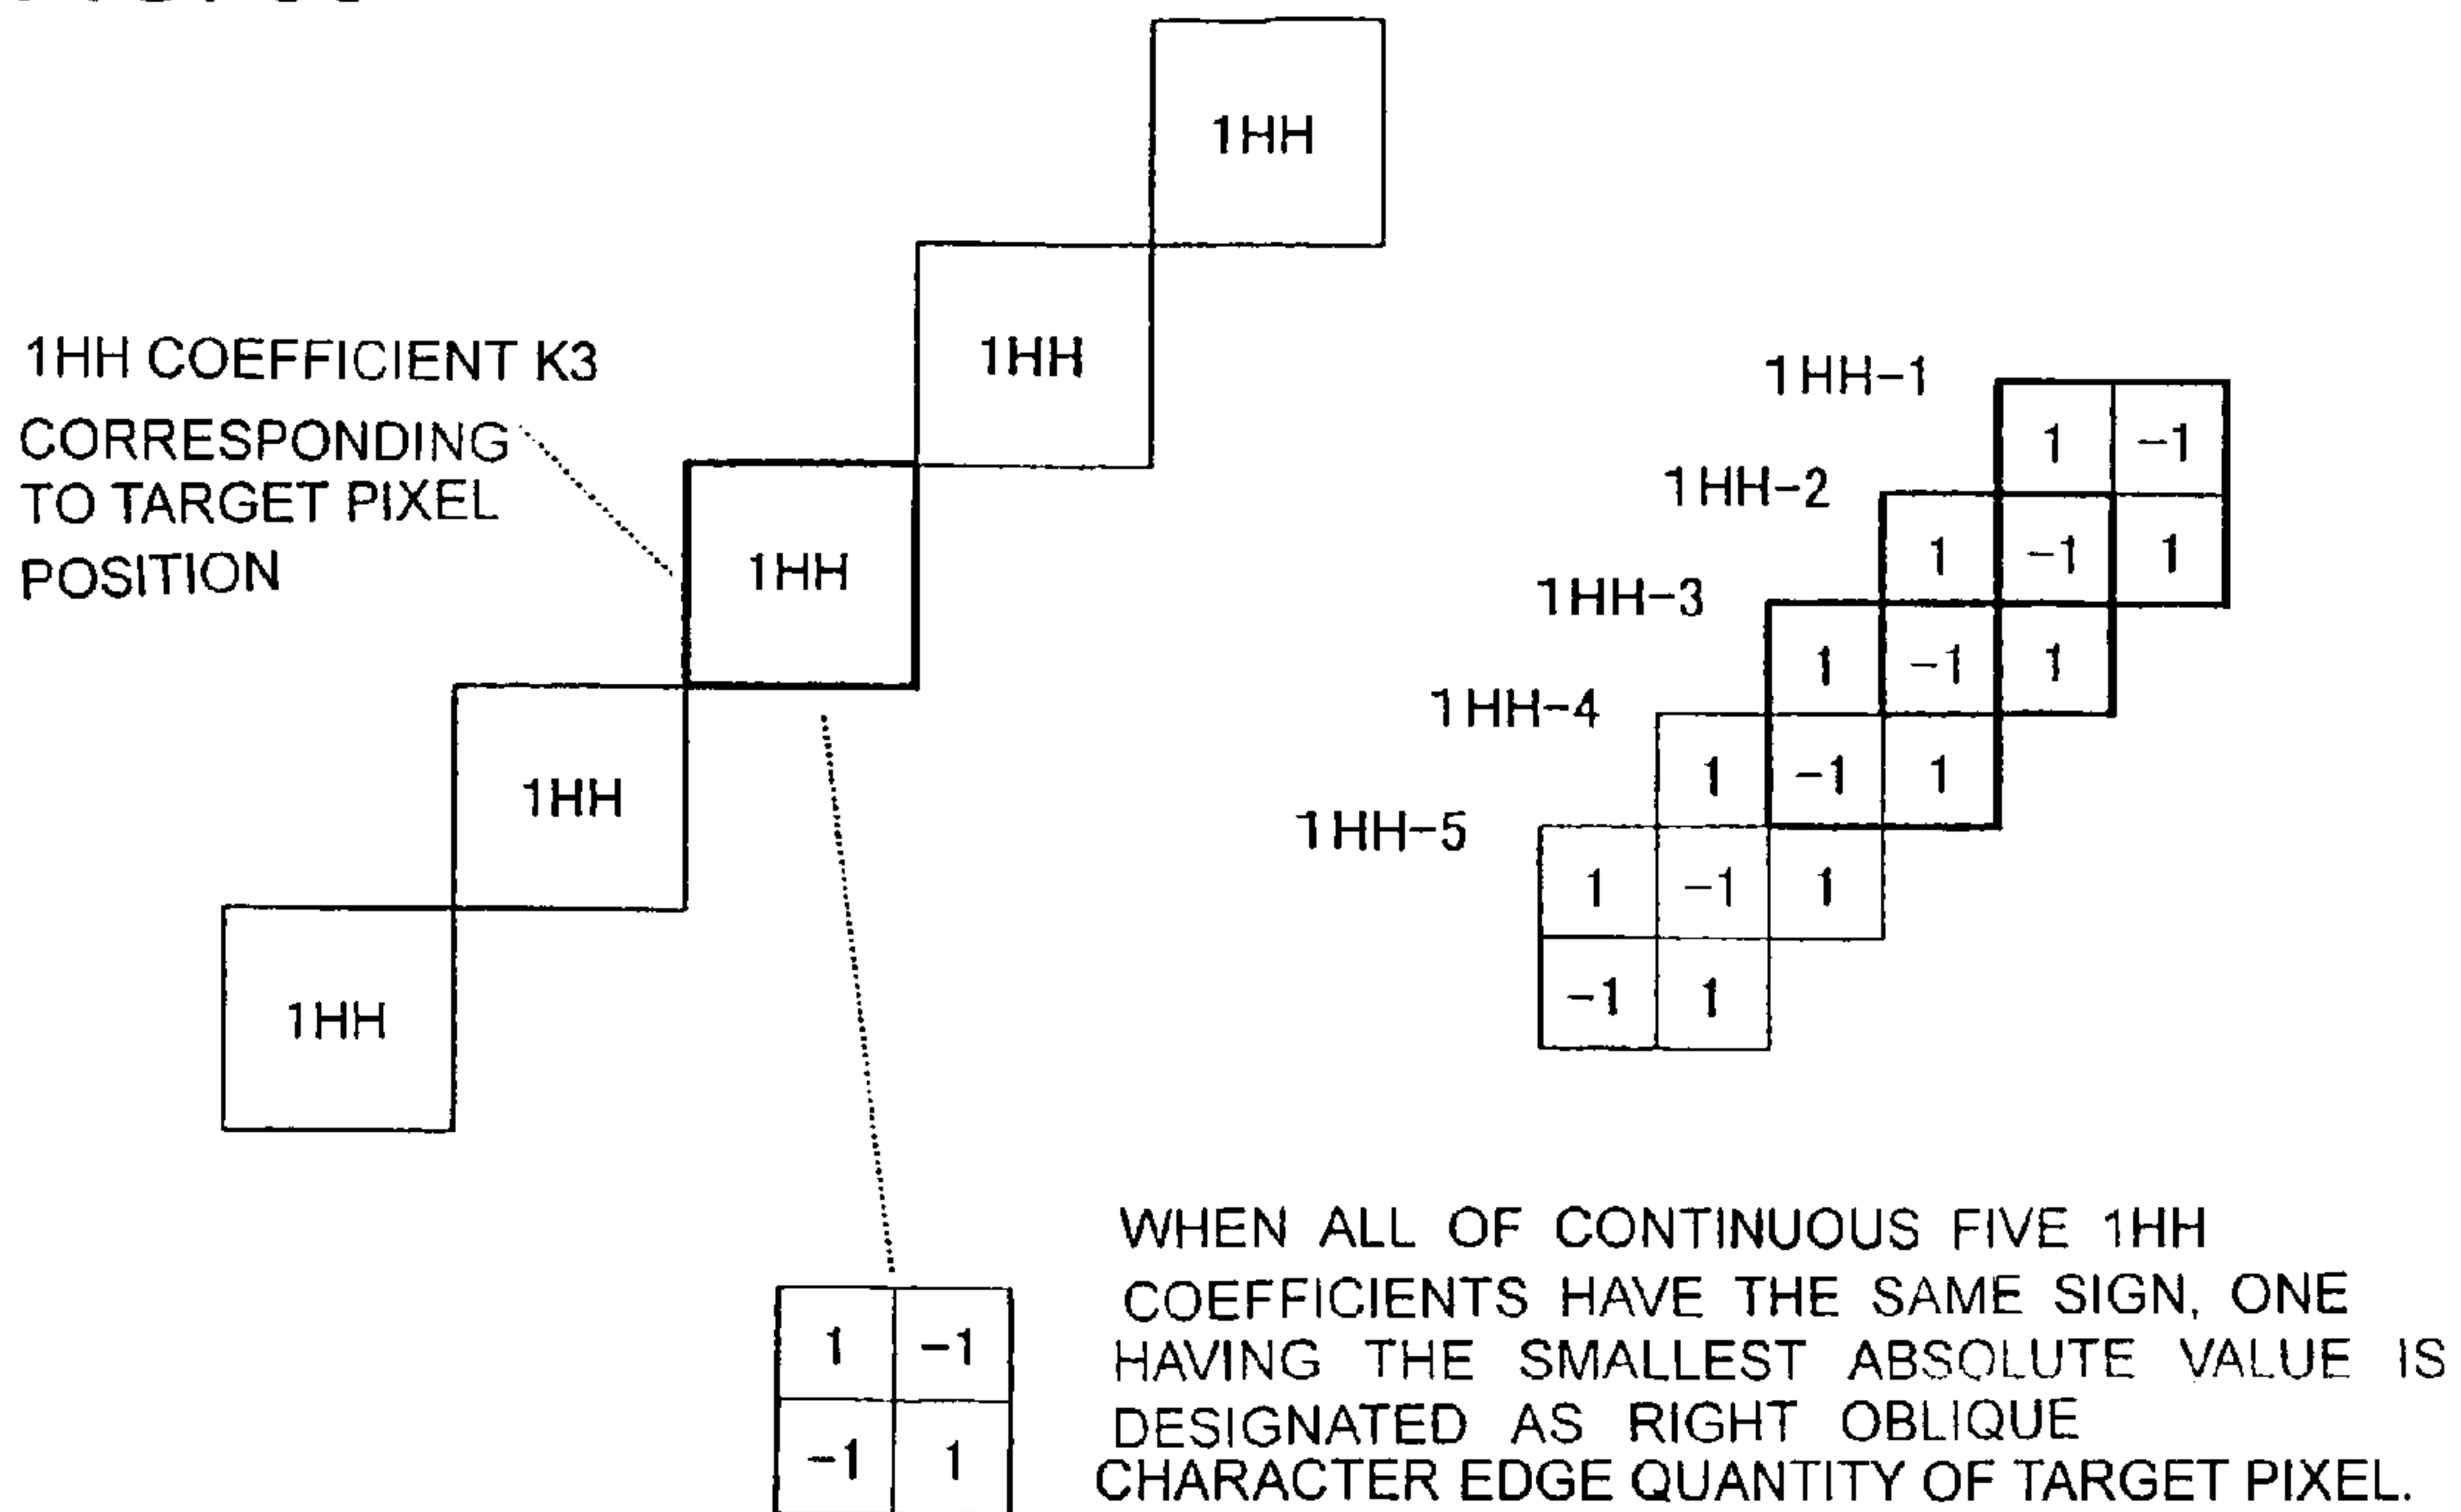 1HH
1HH
1HH COEFFICIENT K3
CORRESPONDING
TO TARGET PIXEL
POSITION
1HH
1HH
1HH
1HH-1
1 -1
1HH-2
1 -1 1
1HH-3
1 -1 1
1HH-4
1 -1 1
1HH-5
1 -1 1
-1 1
1 -1
-1 1
WHEN ALL OF CONTINUOUS FIVE 1HH
COEFFICIENTS HAVE THE SAME SIGN, ONE
HAVING THE SMALLEST ABSOLUTE VALUE IS
DESIGNATED AS RIGHT OBLIQUE
CHARACTER EDGE QUANTITY OF TARGET PIXEL.